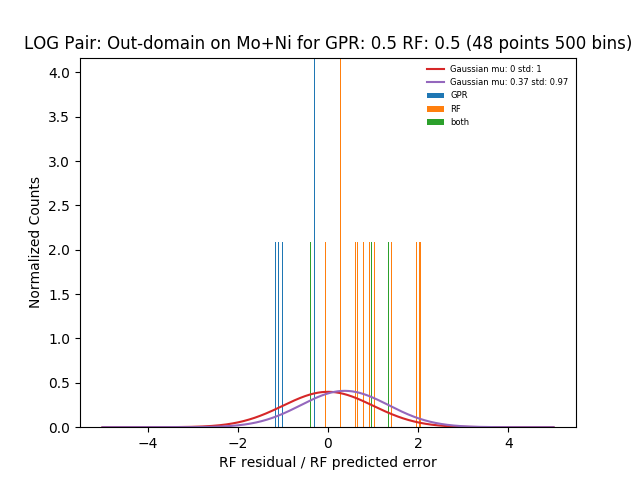 LOG Pair: Out-domain on Mo+Ni for GPR: 0.5 RF: 0.5 (48 points 500 bins)
Gaussian mu: 0 std: 1
Gaussian mu: 0.37 std: 0.97
GPR
RF
both
Normalized Counts
4.0
3.5
3.0
2.5
2.0
1.5
1.0
0.5
0.0
−4 −2 0 2 4
RF residual / RF predicted error